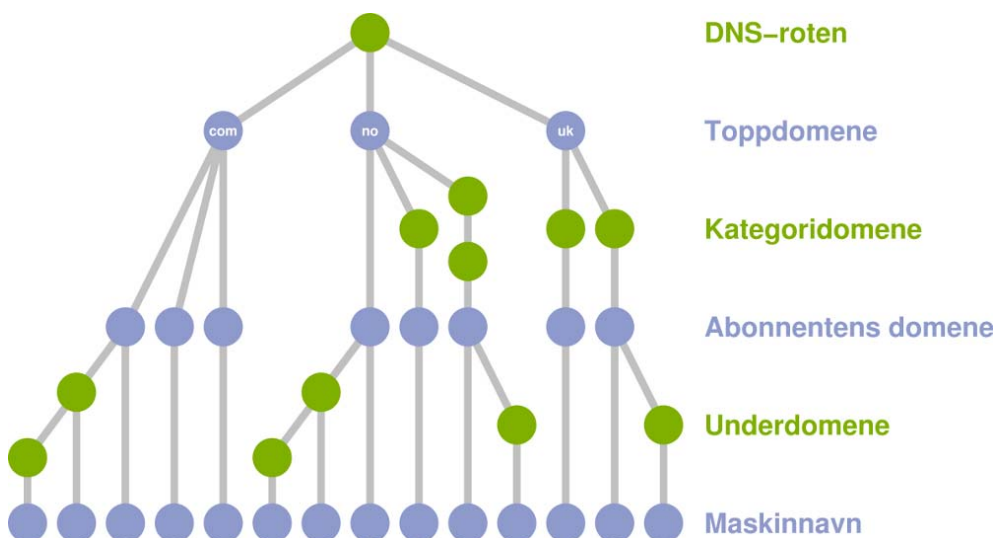 DNS–roten
com
no
uk
Toppdomene
Kategoridomene
Abonnentens domene
Underdomene
Maskinnavn